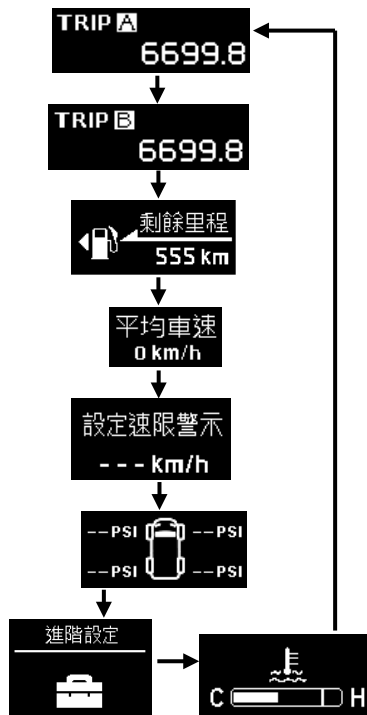 TRIP A
6699.8
TRIP B
6699.8
剩餘里程
555 km
平均車速
0 km/h
設定速限警示
--- km/h
--PSI --PSI
--PSI --PSI
進階設定
C H